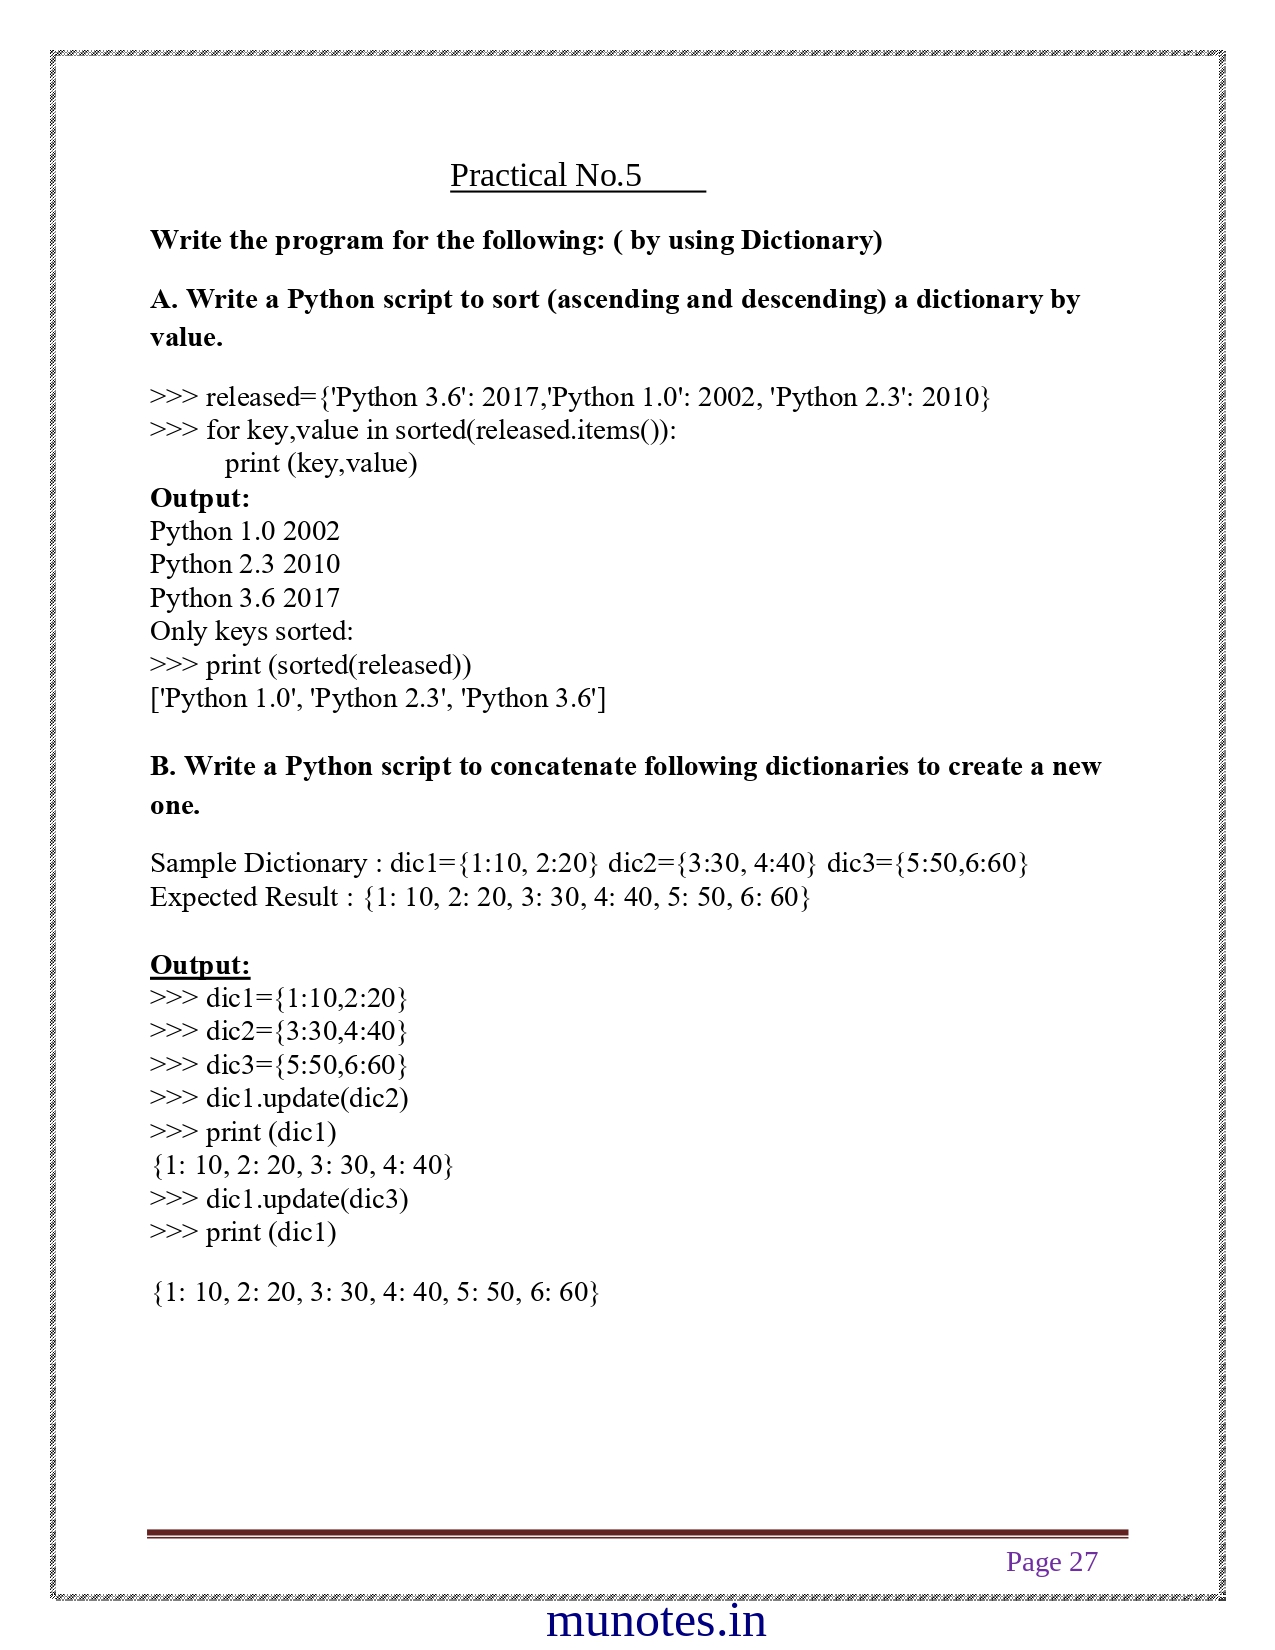 Practical No.5
Write the program for the following: ( by using Dictionary)
A. Write a Python script to sort (ascending and descending) a dictionary by
value.
>>> released={'Python 3.6': 2017,'Python 1.0': 2002, 'Python 2.3': 2010}
>>> for key,value in sorted(released.items()):
print (key,value)
Output:
Python 1.0 2002
Python 2.3 2010
Python 3.6 2017
Only keys sorted:
>>> print (sorted(released))
['Python 1.0', 'Python 2.3', 'Python 3.6']
B. Write a Python script to concatenate following dictionaries to create a new
one.
Sample Dictionary : dic1={1:10, 2:20} dic2={3:30, 4:40} dic3={5:50,6:60}
Expected Result : {1: 10, 2: 20, 3: 30, 4: 40, 5: 50, 6: 60}
Output:
>>> dic1={1:10,2:20}
>>> dic2={3:30,4:40}
>>> dic3={5:50,6:60}
>>> dic1.update(dic2)
>>> print (dic1)
{1: 10, 2: 20, 3: 30, 4: 40}
>>> dic1.update(dic3)
>>> print (dic1)
{1: 10, 2: 20, 3: 30, 4: 40, 5: 50, 6: 60}
Page 27
munotes.in